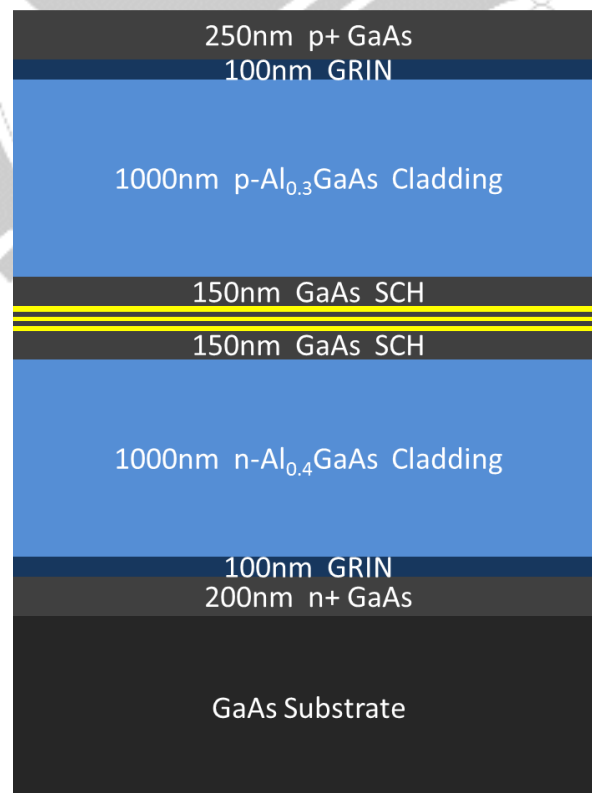 250nm p+ GaAs
100nm GRIN
1000nm p-Al0.3GaAs Cladding
150nm GaAs SCH
150nm GaAs SCH
1000nm n-Al0.4GaAs Cladding
100nm GRIN
200nm n+ GaAs
GaAs Substrate